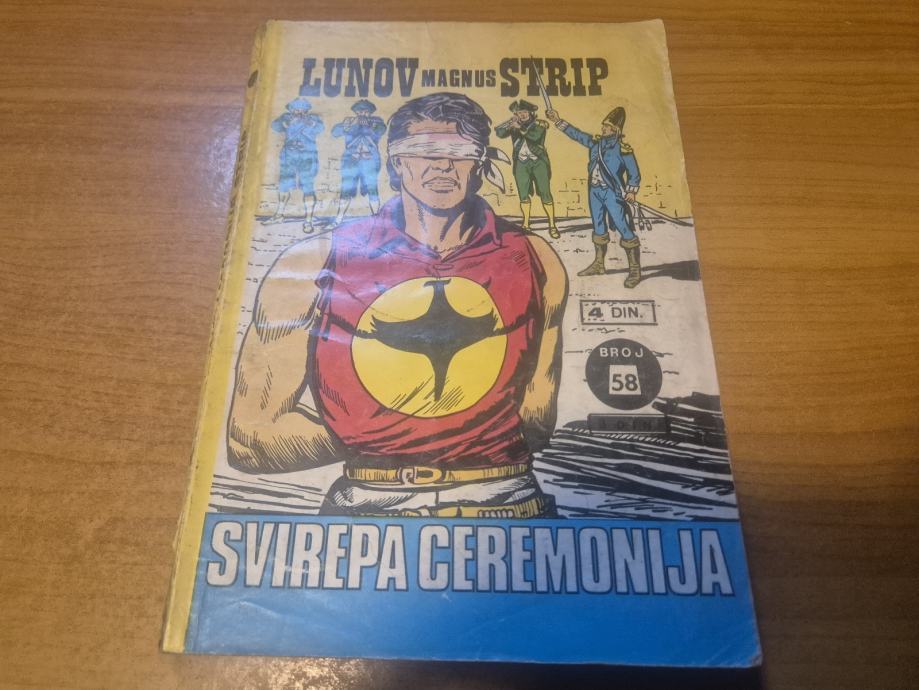 LUNOV MAGNUS STRIP
4 DIN.
BROJ
58
SVIREPA CEREMONIJA